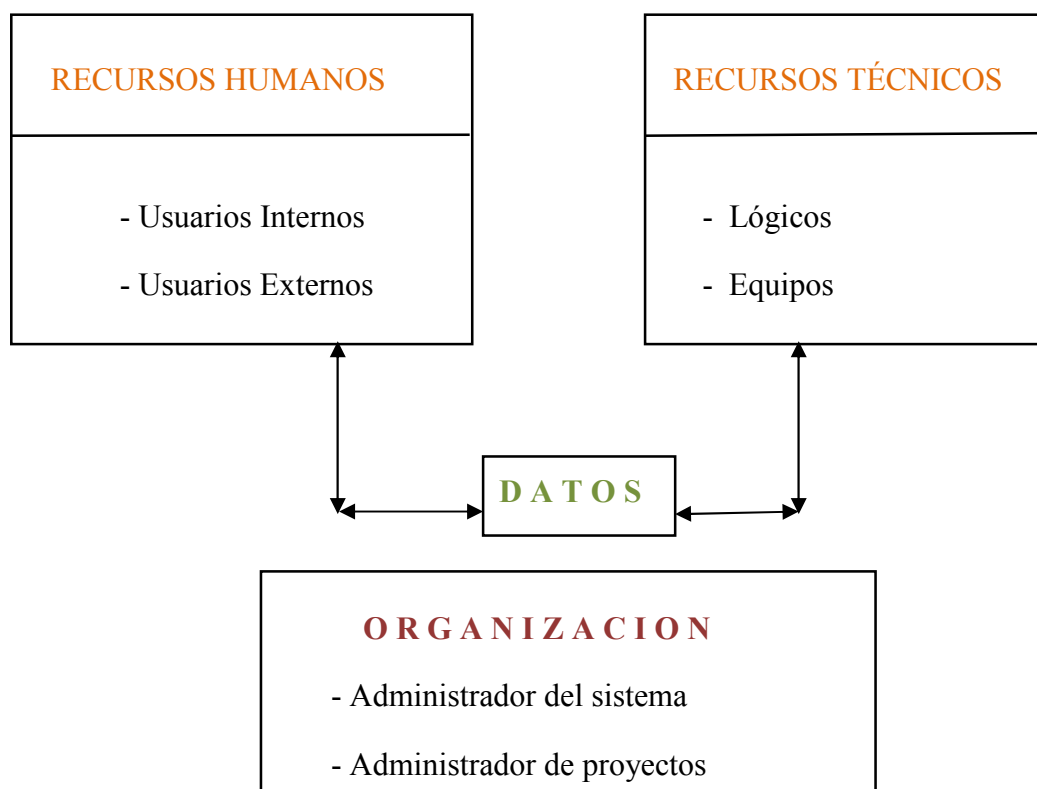 RECURSOS HUMANOS
- Usuarios Internos
- Usuarios Externos
RECURSOS TÉCNICOS
- Lógicos
- Equipos
D A T O S
O R G A N I Z A C I O N
- Administrador del sistema
- Administrador de proyectos